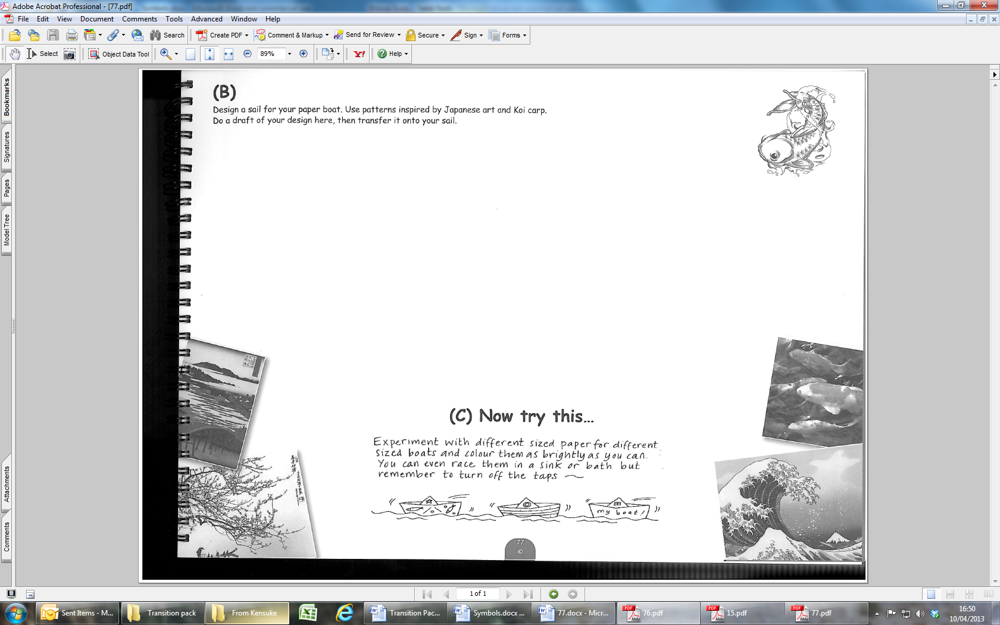 Adobe Acrobat Professional - [77.pdf]
File Edit View Document Comments Tools Advanced Window Help
Search Create PDF Comment & Markup Send for Review Secure Sign Forms
Select Object Data Tool 89% Y! Help
Bookmarks
Signatures
Pages
Model Tree
Attachments
Comments
(B)
Design a sail for your paper boat. Use patterns inspired by Japanese art and Koi carp.
Do a draft of your design here, then transfer it onto your sail.
(C) Now try this...
Experiment with different sized paper for different
sized boats and colour them as brightly as you can.
You can even race them in a sink or bath but
remember to turn off the taps
my boat!
77
©
1 of 1
Sent Items - M... Transition pack From Kensuke Transition Pac... Symbols.docx ... 77.docx - Micr... 76.pdf 15.pdf 77.pdf
16:50
10/04/2013